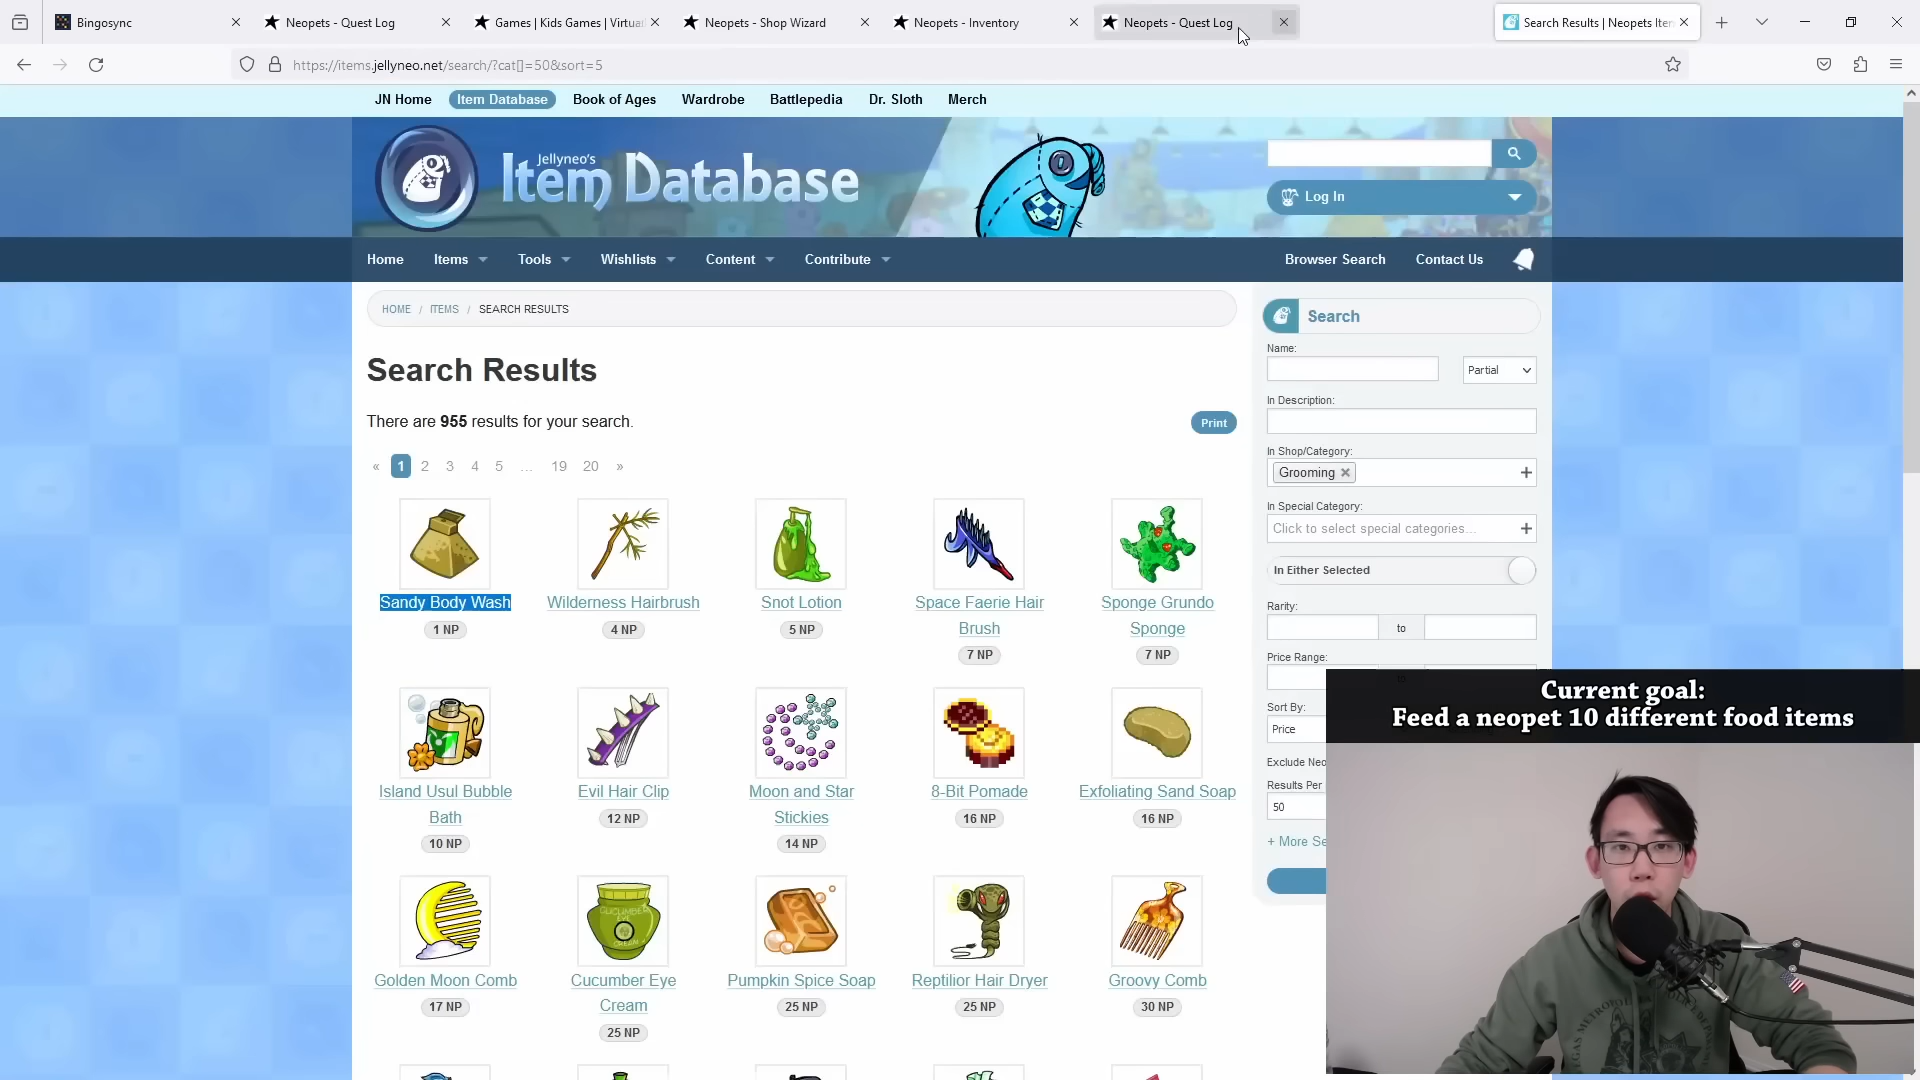 Bingosync
Neopets - Quest Log
Games | Kids Games | Virtua
Neopets - Shop Wizard
Neopets - Inventory
Neopets - Quest Log
Search Results | Neopets Iten
https://items.jellyneo.net/search/?cat[]=50&sort=5
JN Home
Item Database
Book of Ages
Wardrobe
Battlepedia
Dr. Sloth
Merch
Jellyneo's
Item Database
Log In
Home
Items
Tools
Wishlists
Content
Contribute
Browser Search
Contact Us
HOME / ITEMS / SEARCH RESULTS
Search Results
There are 955 results for your search.
Print
« 1 2 3 4 5 ... 19 20 »
Sandy Body Wash
1 NP
Wilderness Hairbrush
4 NP
Snot Lotion
5 NP
Space Faerie Hair
Brush
7 NP
Sponge Grundo
Sponge
7 NP
Island Usul Bubble
Bath
10 NP
Evil Hair Clip
12 NP
Moon and Star
Stickies
14 NP
8-Bit Pomade
16 NP
Exfoliating Sand Soap
16 NP
Golden Moon Comb
17 NP
CUCUMBER
EYE
CREAM
Cucumber Eye
Cream
25 NP
Pumpkin Spice Soap
25 NP
Reptilior Hair Dryer
25 NP
Groovy Comb
30 NP
Search
Name:
Partial
In Description:
In Shop/Category:
Grooming
In Special Category:
Click to select special categories...
In Either Selected
Rarity:
to
Price Range:
Sort By:
Price
Exclude Neo
Results Per
50
+ More Se
Current goal:
Feed a neopet 10 different food items